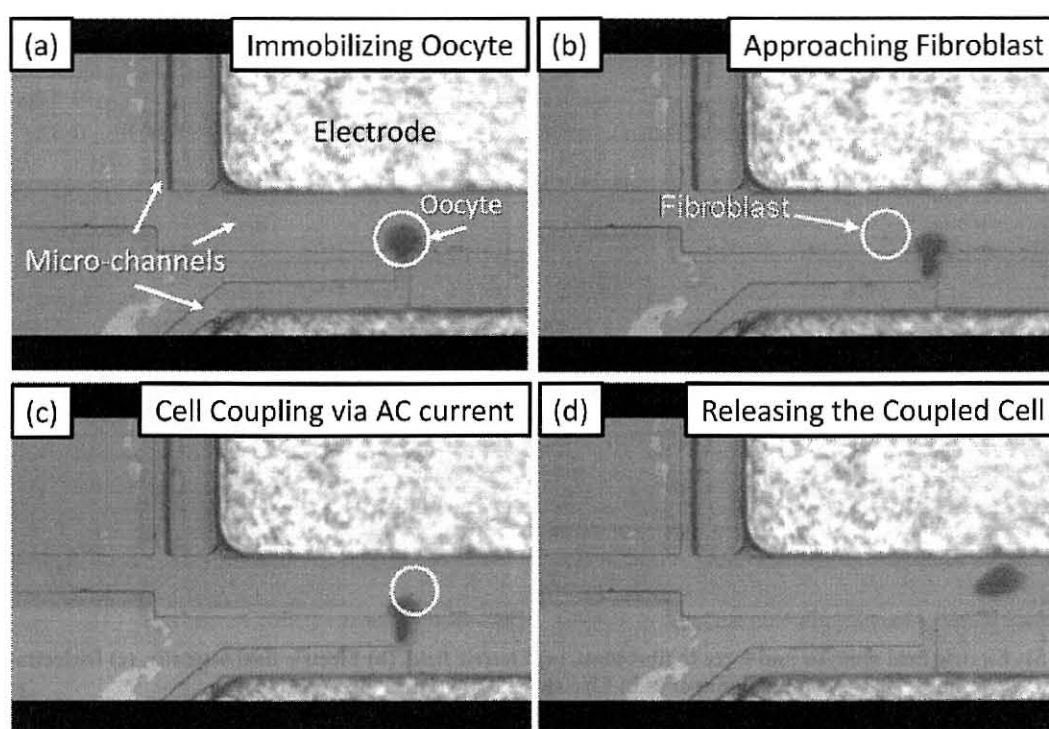 (a)
Immobilizing Oocyte
Electrode
Oocyte
Micro-channels
(b)
Approaching Fibroblast
Fibroblast
(c)
Cell Coupling via AC current
(d)
Releasing the Coupled Cell